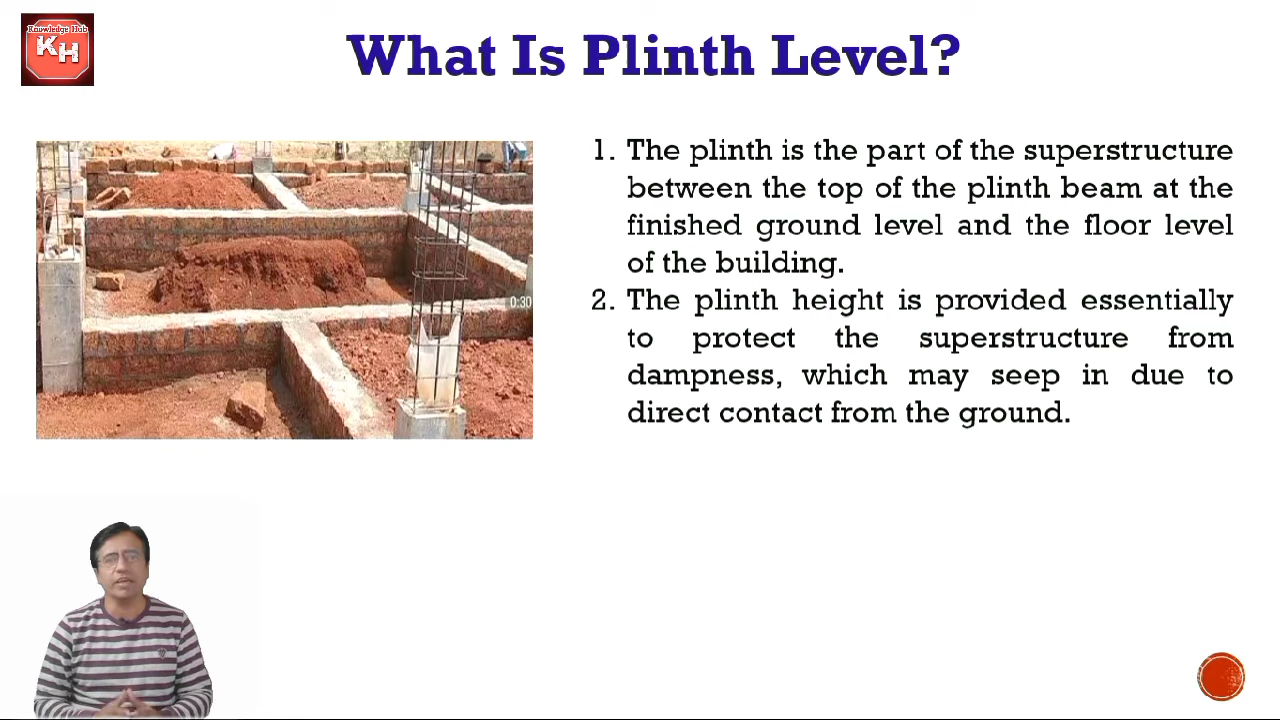 Knowledge Hub
KH
What Is Plinth Level?
1. The plinth is the part of the superstructure
between the top of the plinth beam at the
finished ground level and the floor level
of the building.
2. The plinth height is provided essentially
to protect the superstructure from
dampness, which may seep in due to
direct contact from the ground.
0:30